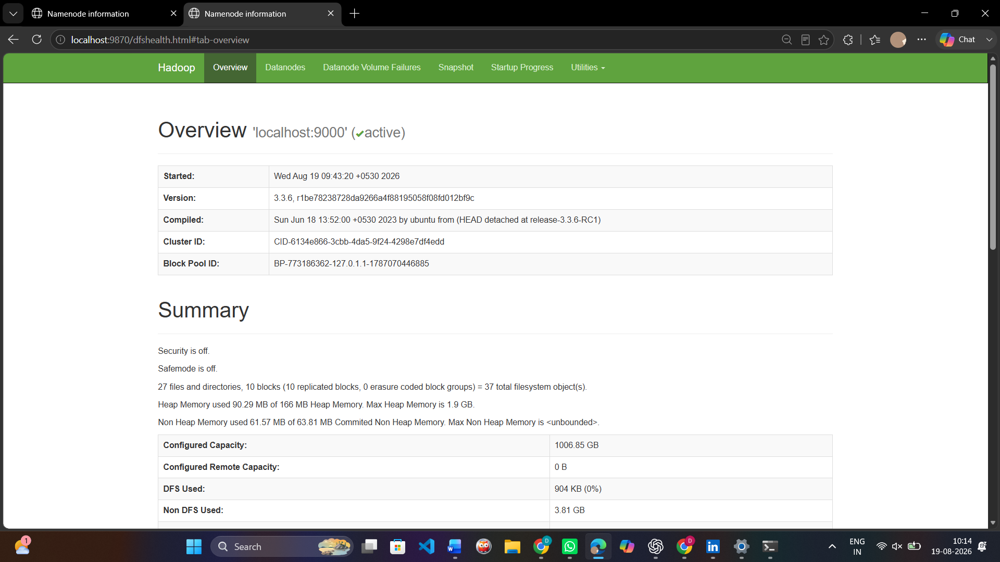 Namenode information
Namenode information
localhost:9870/dfshealth.html#tab-overview
Chat
Hadoop Overview Datanodes Datanode Volume Failures Snapshot Startup Progress Utilities
Overview 'localhost:9000' (✔active)
Started: Wed Aug 19 09:43:20 +0530 2026
Version: 3.3.6, r1be78238728da9266a4f88195058f08fd012bf9c
Compiled: Sun Jun 18 13:52:00 +0530 2023 by ubuntu from (HEAD detached at release-3.3.6-RC1)
Cluster ID: CID-6134e866-3cbb-4da5-9f24-4298e7df4edd
Block Pool ID: BP-773186362-127.0.1.1-1787070446885
Summary
Security is off.
Safemode is off.
27 files and directories, 10 blocks (10 replicated blocks, 0 erasure coded block groups) = 37 total filesystem object(s).
Heap Memory used 90.29 MB of 166 MB Heap Memory. Max Heap Memory is 1.9 GB.
Non Heap Memory used 61.57 MB of 63.81 MB Commited Non Heap Memory. Max Non Heap Memory is <unbounded>.
Configured Capacity: 1006.85 GB
Configured Remote Capacity: 0 B
DFS Used: 904 KB (0%)
Non DFS Used: 3.81 GB
1
Search
D
D
ENG
IN
10:14
19-08-2026